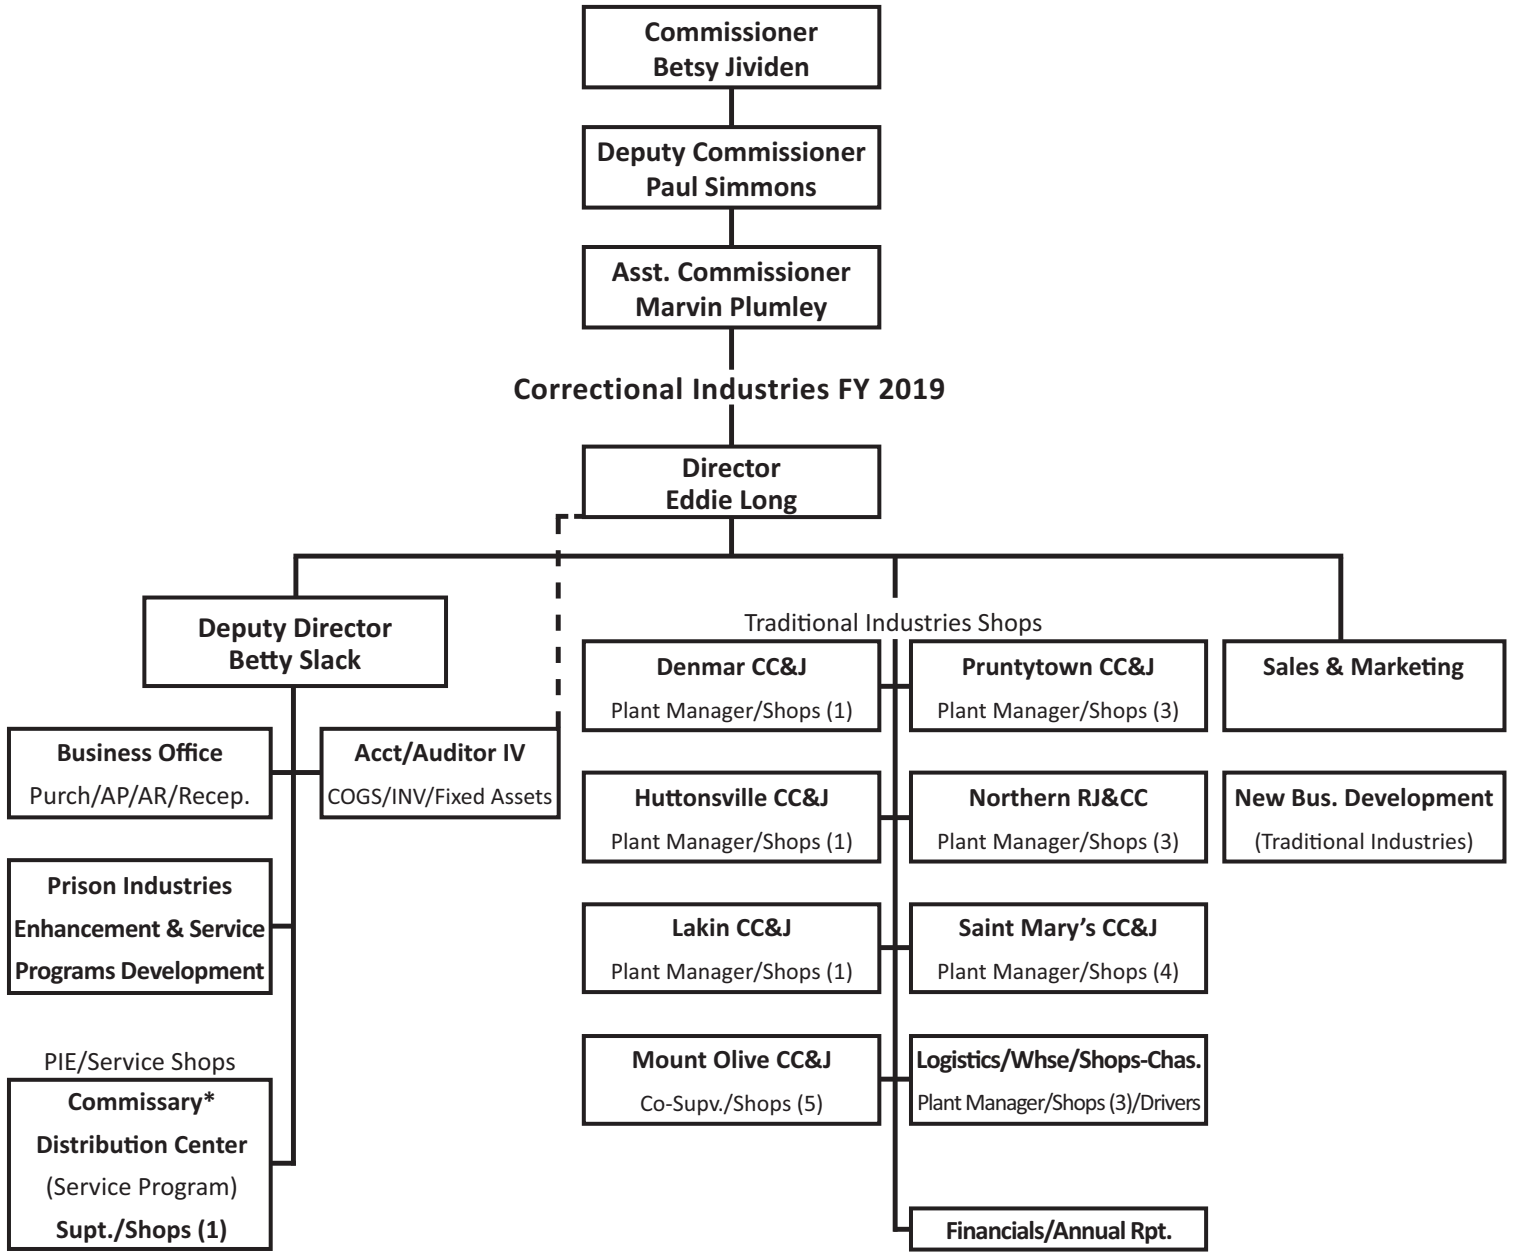 Commissioner
Betsy Jividen
Deputy Commissioner
Paul Simmons
Asst. Commissioner
Marvin Plumley
Correctional Industries FY 2019
Director
Eddie Long
Deputy Director
Betty Slack
Business Office
Purch/AP/AR/Recep.
Acct/Auditor IV
COGS/INV/Fixed Assets
Prison Industries
Enhancement & Service
Programs Development
PIE/Service Shops
Commissary*
Distribution Center
(Service Program)
Supt./Shops (1)
Traditional Industries Shops
Denmar CC&J
Plant Manager/Shops (1)
Pruntytown CC&J
Plant Manager/Shops (3)
Huttonsville CC&J
Plant Manager/Shops (1)
Northern RJ&CC
Plant Manager/Shops (3)
Lakin CC&J
Plant Manager/Shops (1)
Saint Mary’s CC&J
Plant Manager/Shops (4)
Mount Olive CC&J
Co-Supv./Shops (5)
Logistics/Whse/Shops-Chas.
Plant Manager/Shops (3)/Drivers
Financials/Annual Rpt.
Sales & Marketing
New Bus. Development
(Traditional Industries)